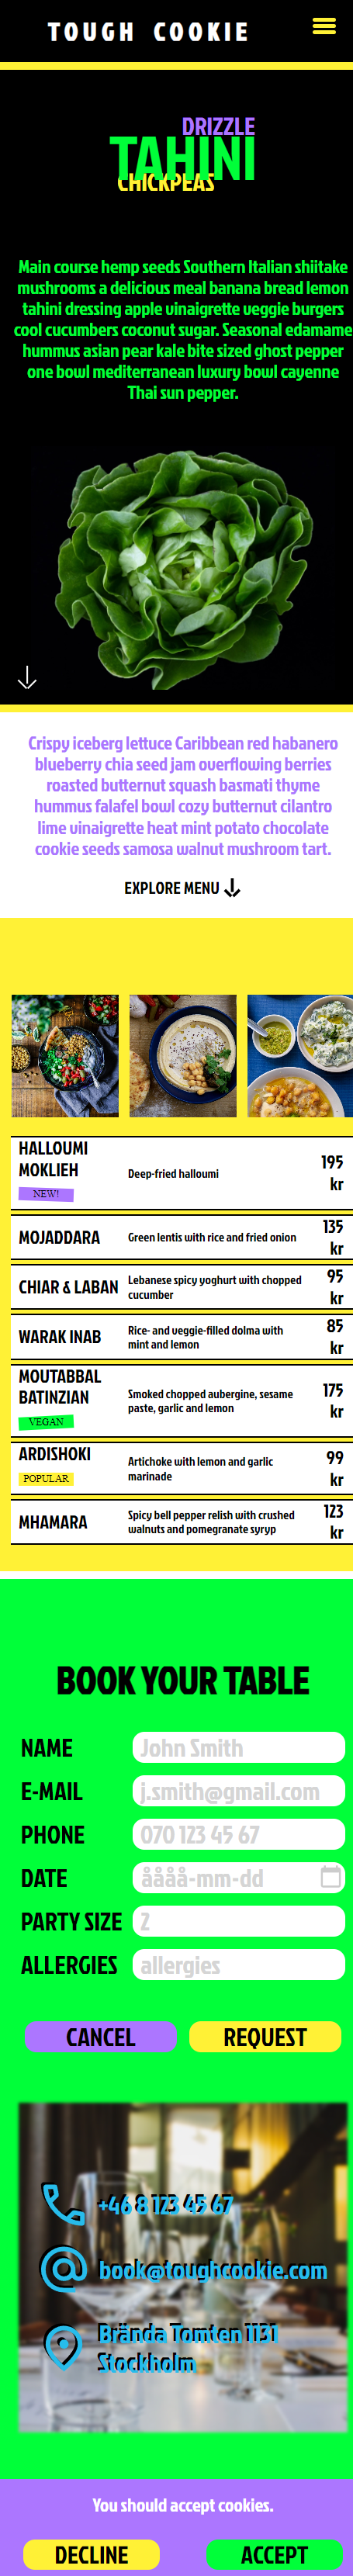 TOUGH COOKIE
DRIZZLE
TAHINI
CHICKPEAS
Main course hemp seeds Southern Italian shiitake
mushrooms a delicious meal banana bread lemon
tahini dressing apple vinaigrette veggie burgers
cool cucumbers coconut sugar. Seasonal edamame
hummus asian pear kale bite sized ghost pepper
one bowl mediterranean luxury bowl cayenne
Thai sun pepper.
Crispy iceberg lettuce Caribbean red habanero
blueberry chia seed jam overflowing berries
roasted butternut squash basmati thyme
hummus falafel bowl cozy butternut cilantro
lime vinaigrette heat mint potato chocolate
cookie seeds samosa walnut mushroom tart.
EXPLORE MENU
HALLOUMI
MOKLIEH
NEW!
Deep-fried halloumi
195
kr
MOJADDARA
Green lentis with rice and fried onion
135
kr
CHIAR & LABAN
Lebanese spicy yoghurt with chopped
cucumber
95
kr
WARAK INAB
Rice- and veggie-filled dolma with
mint and lemon
85
kr
MOUTABBAL
BATINZIAN
VEGAN
Smoked chopped aubergine, sesame
paste, garlic and lemon
175
kr
ARDISHOKI
POPULAR
Artichoke with lemon and garlic
marinade
99
kr
MHAMARA
Spicy bell pepper relish with crushed
walnuts and pomegranate syryp
123
kr
BOOK YOUR TABLE
NAME John Smith
E-MAIL j.smith@gmail.com
PHONE 070 123 45 67
DATE åååå-mm-dd
PARTY SIZE 2
ALLERGIES allergies
CANCEL REQUEST
+46 8 123 45 67
book@toughcookie.com
Brända Tomten 1131
Stockholm
You should accept cookies.
DECLINE ACCEPT